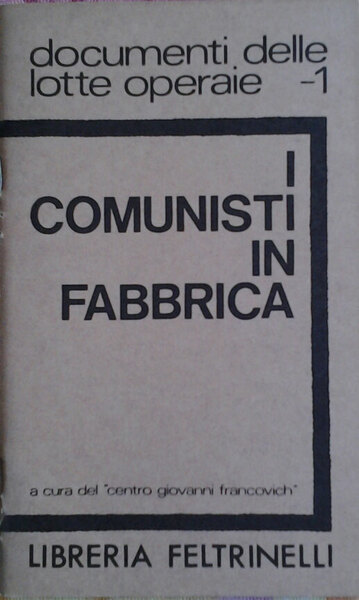 documenti delle
lotte operaie -1
I
COMUNISTI
IN
FABBRICA
a cura del "centro giovanni francovich"
LIBRERIA FELTRINELLI